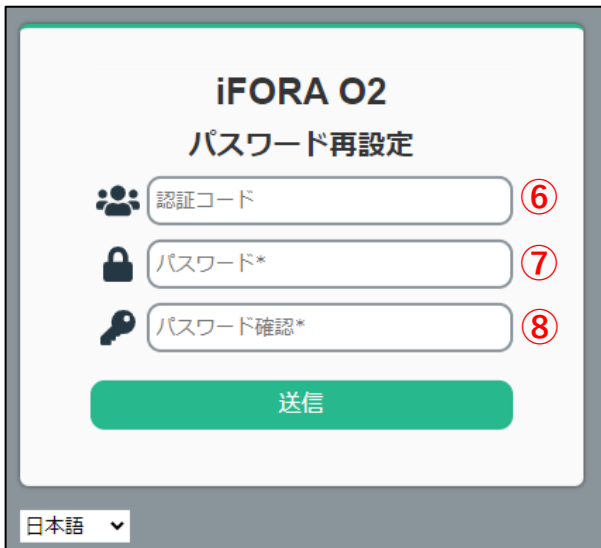 iFORA O2
パスワード再設定
認証コード ⑥
パスワード* ⑦
パスワード確認* ⑧
送信
日本語